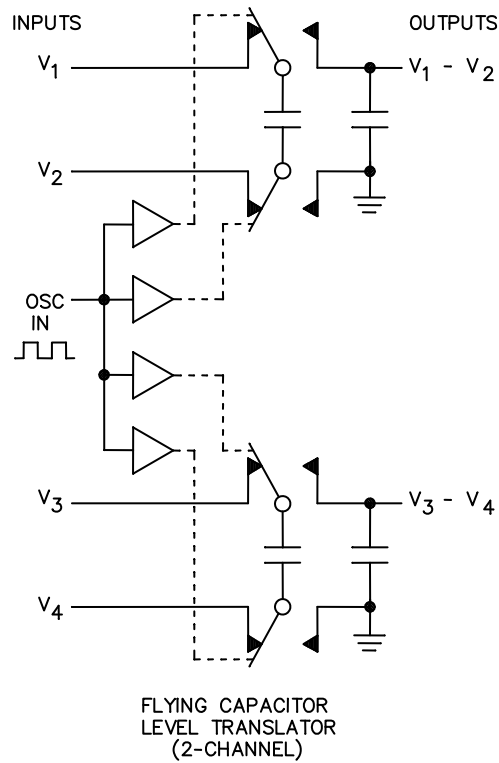 INPUTS
OUTPUTS
V1
V1 - V2
V2
OSC
IN
V3
V3 - V4
V4
FLYING CAPACITOR
LEVEL TRANSLATOR
(2-CHANNEL)